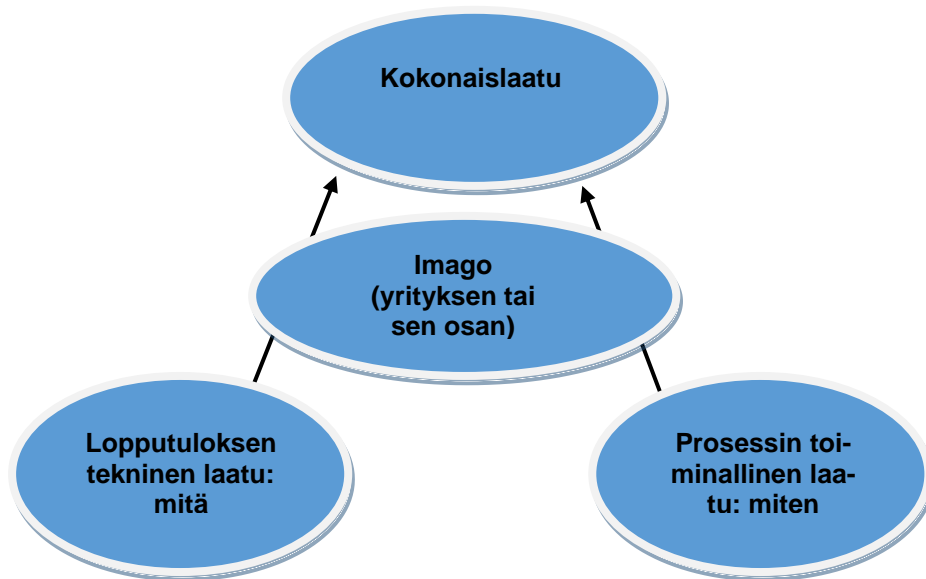 Kokonaislaatu
Imago
(yrityksen tai
sen osan)
Lopputuloksen
tekninen laatu:
mitä
Prosessin toi-
minallinen laa-
tu: miten